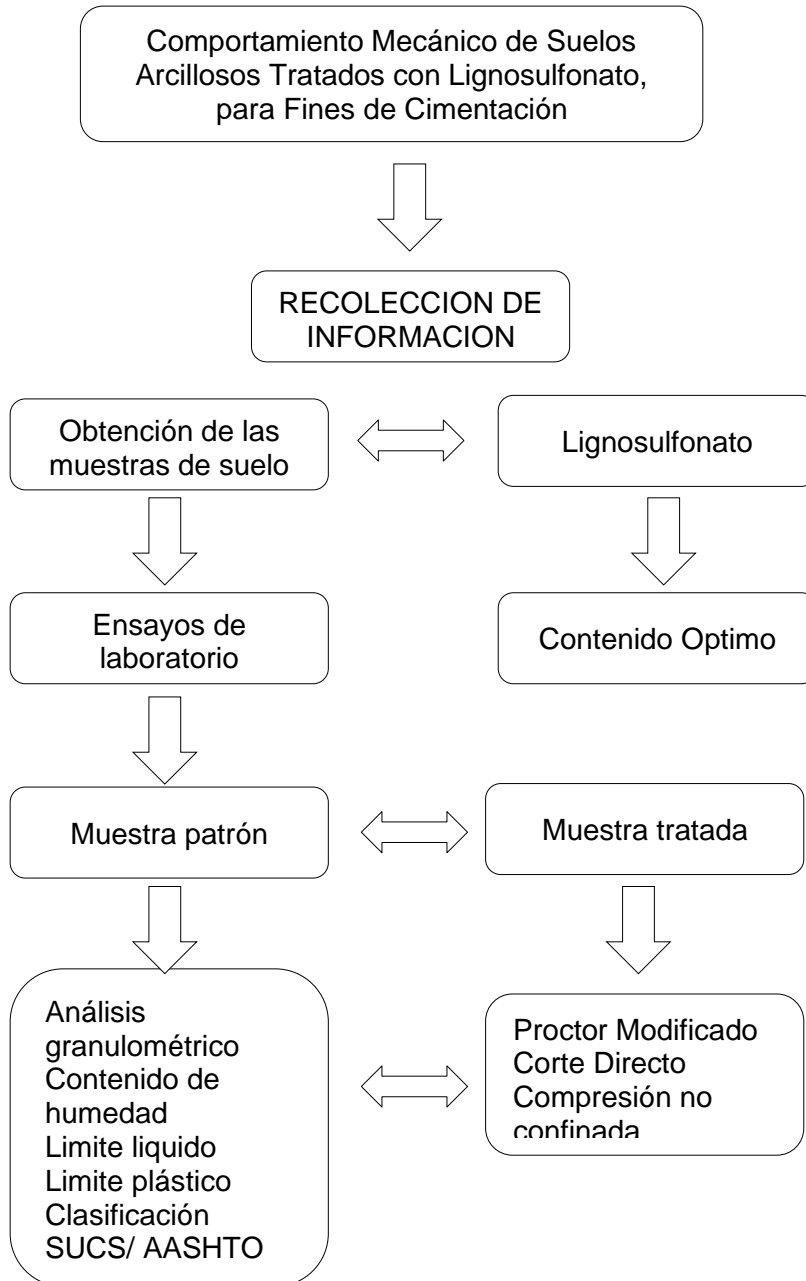 Comportamiento Mecánico de Suelos
Arcillosos Tratados con Lignosulfonato,
para Fines de Cimentación
RECOLECCION DE
INFORMACION
Obtención de las
muestras de suelo
Lignosulfonato
Ensayos de
laboratorio
Contenido Optimo
Muestra patrón
Muestra tratada
Análisis
granulométrico
Contenido de
humedad
Limite liquido
Limite plástico
Clasificación
SUCS/ AASHTO
Proctor Modificado
Corte Directo
Compresión no
confinada